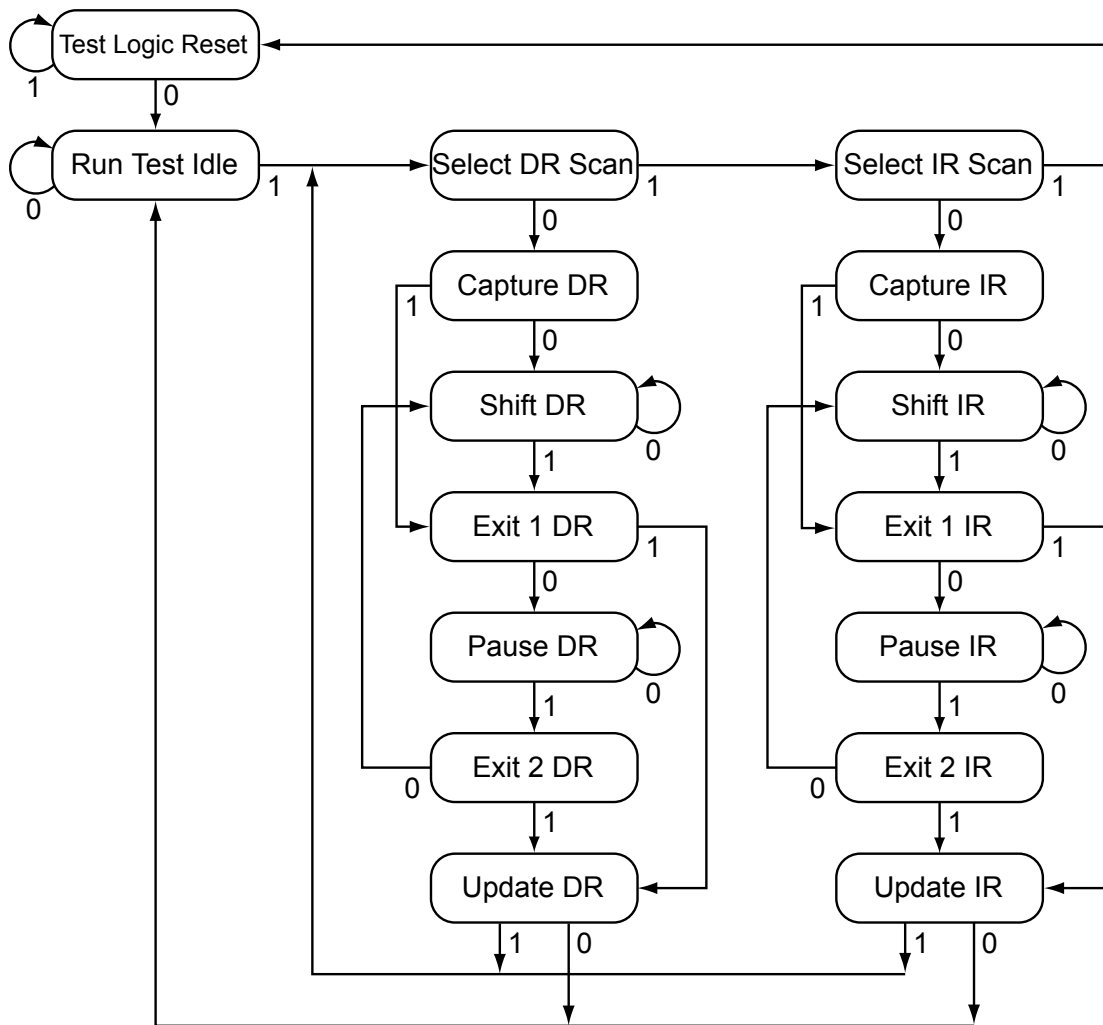 Test Logic Reset
1
0
Run Test Idle
0
1
Select DR Scan
1
0
Select IR Scan
1
0
Capture DR
1
0
Capture IR
1
0
Shift DR
0
1
Shift IR
0
1
Exit 1 DR
1
0
Exit 1 IR
1
0
Pause DR
0
1
Pause IR
0
1
Exit 2 DR
0
1
Exit 2 IR
0
1
Update DR
1
0
Update IR
1
0